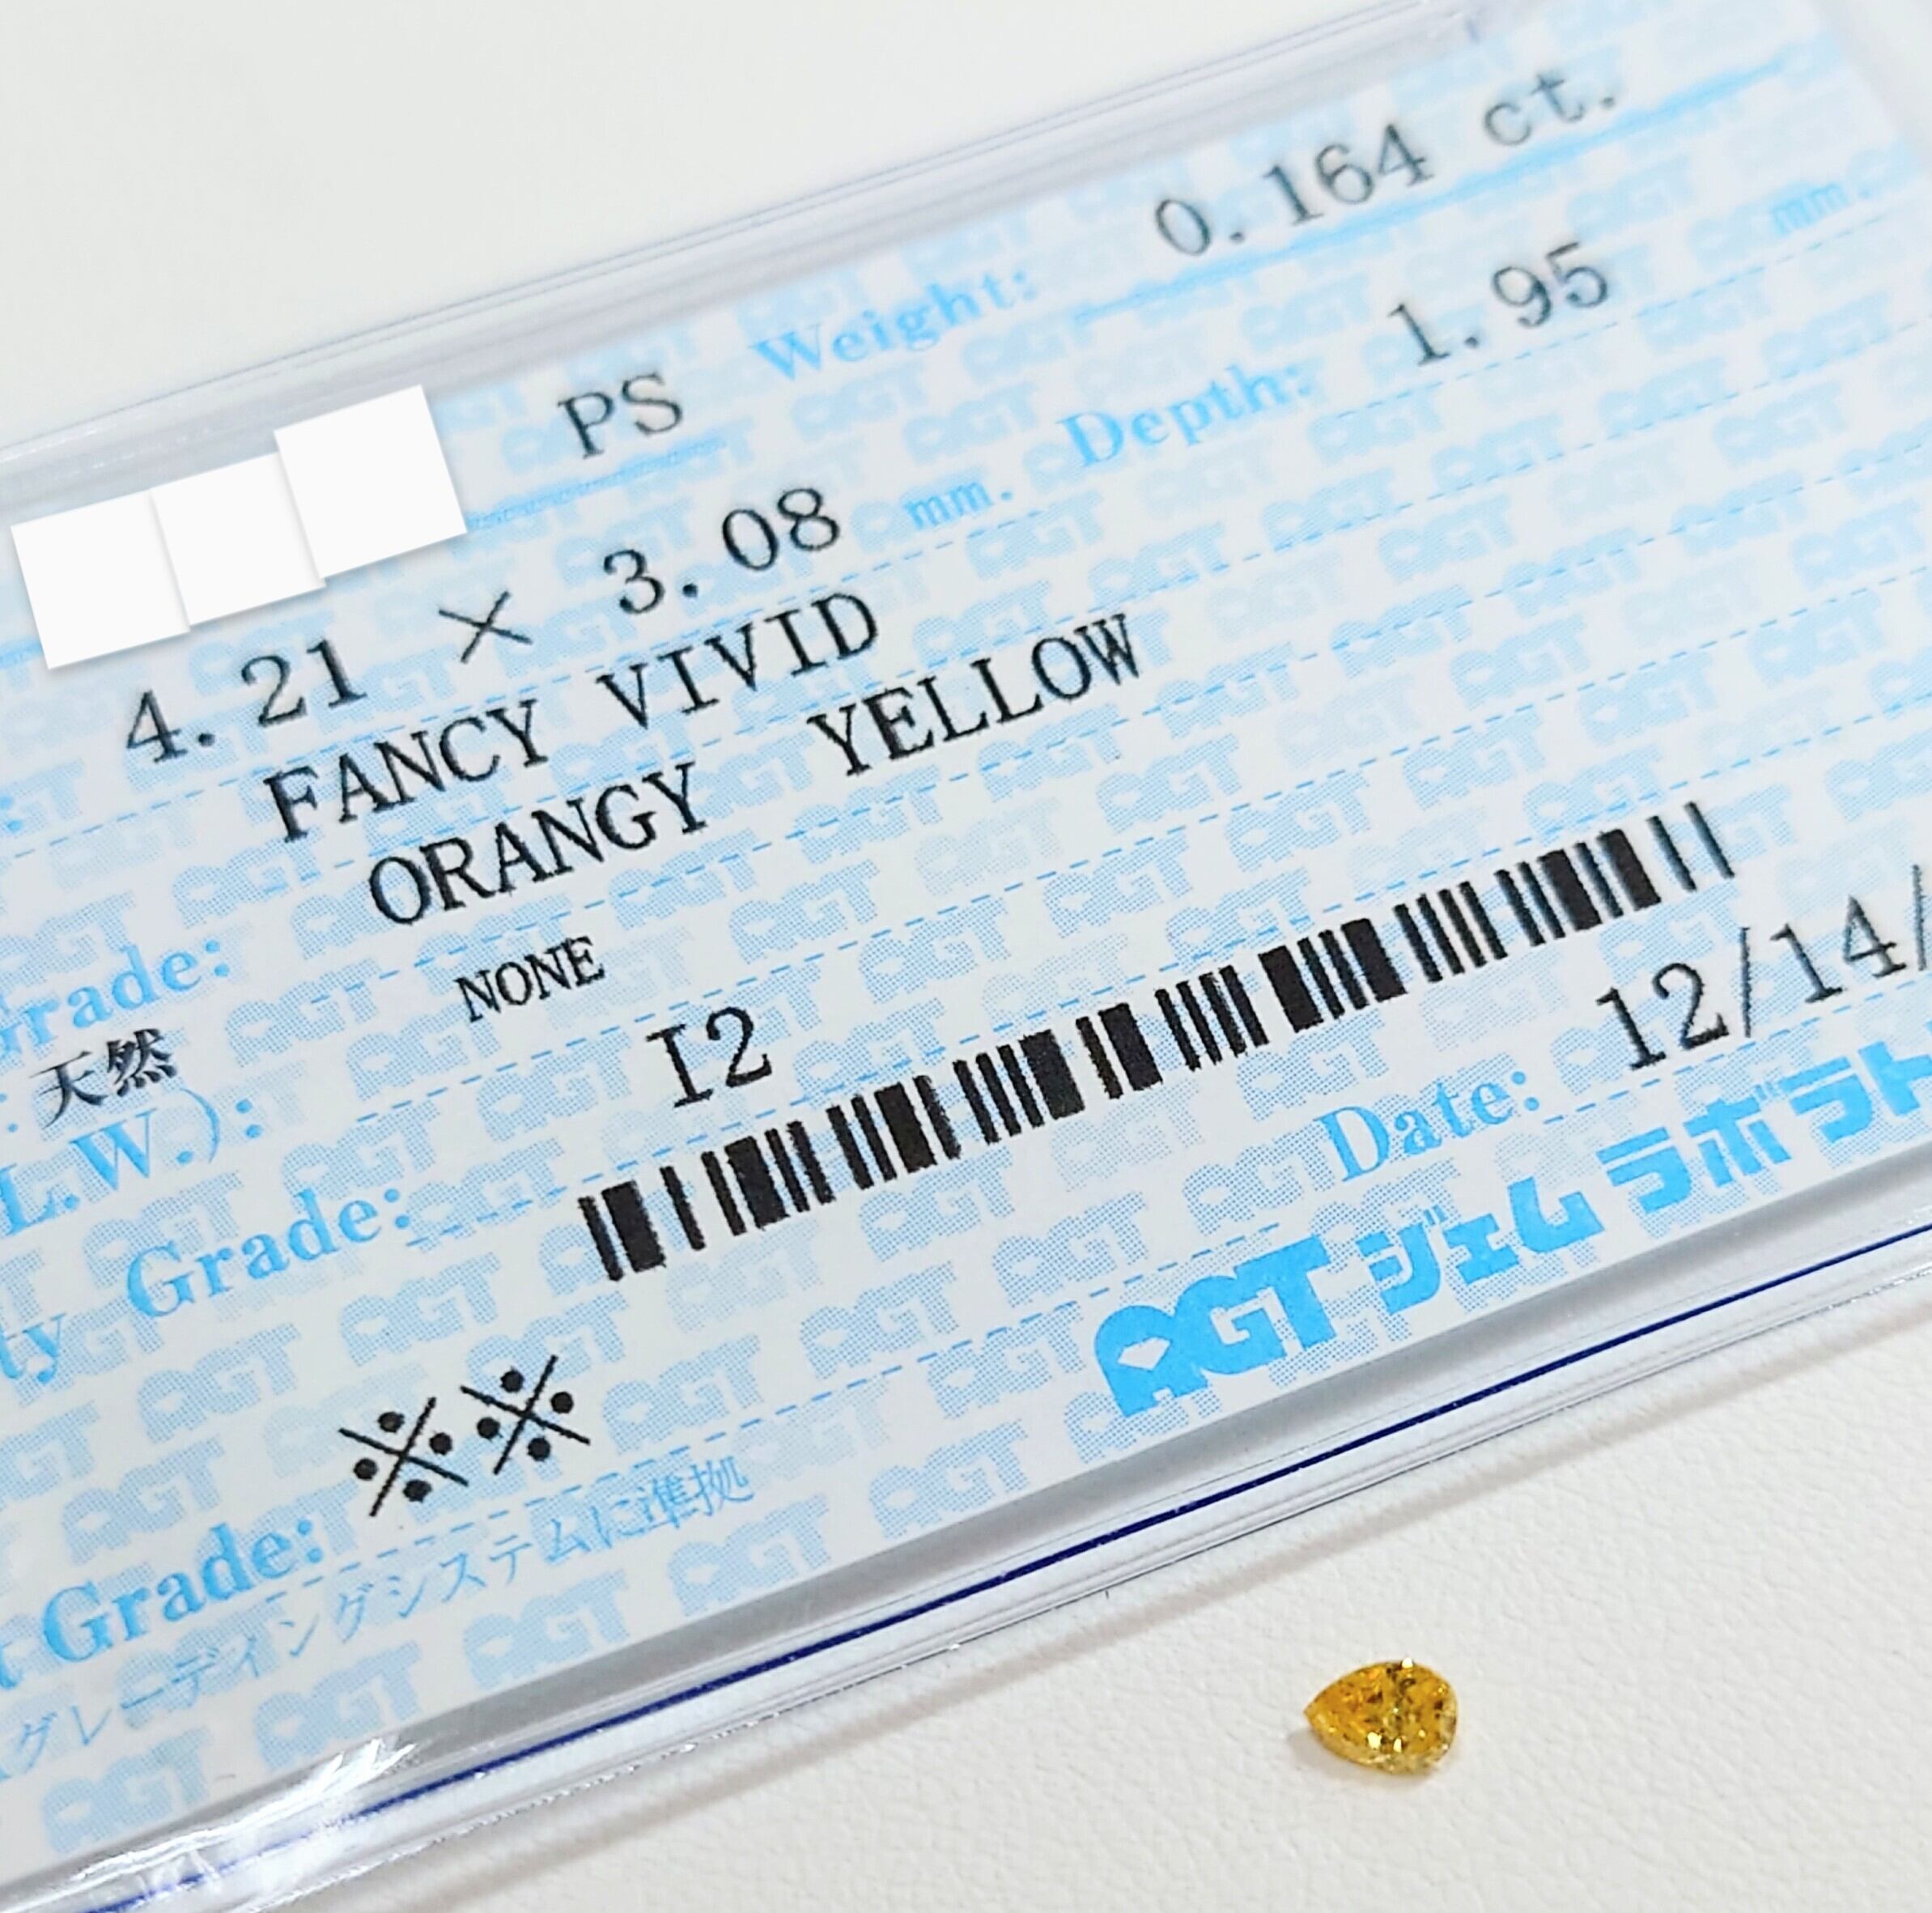 PS Weight: 0.164 ct.
4.21 × 3.08 mm. Depth: 1.95 mm.
FANCY VIVID
Grade: ORANGY YELLOW
天然 NONE
L.W.):
ty Grade: I2
Date: 12/14/
t Grade: ※※
AGTジェムラボラト
グレーディングシステムに準拠